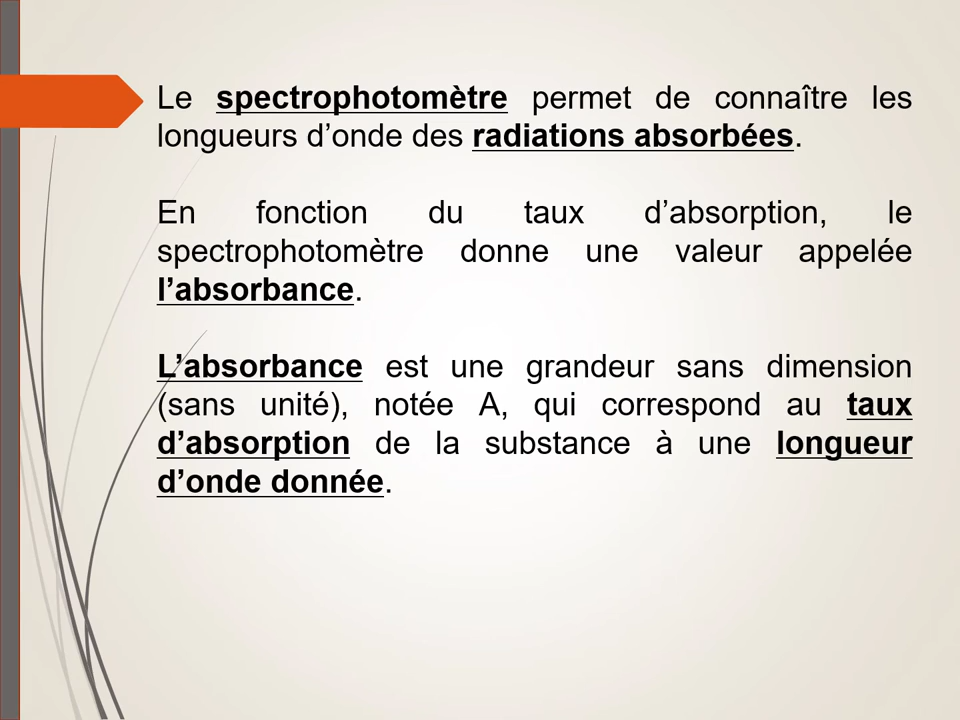 Le spectrophotomètre permet de connaître les
longueurs d’onde des radiations absorbées.
En fonction du taux d’absorption, le
spectrophotomètre donne une valeur appelée
l’absorbance.
L’absorbance est une grandeur sans dimension
(sans unité), notée A, qui correspond au taux
d’absorption de la substance à une longueur
d’onde donnée.